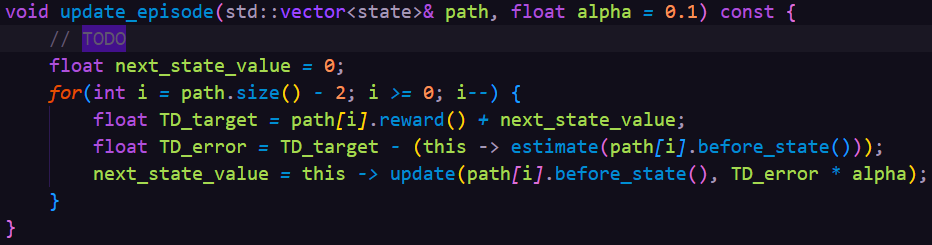 void update_episode(std::vector<state>& path, float alpha = 0.1) const {
    // TODO
    float next_state_value = 0;
    for(int i = path.size() - 2; i >= 0; i--) {
        float TD_target = path[i].reward() + next_state_value;
        float TD_error = TD_target - (this -> estimate(path[i].before_state()));
        next_state_value = this -> update(path[i].before_state(), TD_error * alpha);
    }
}